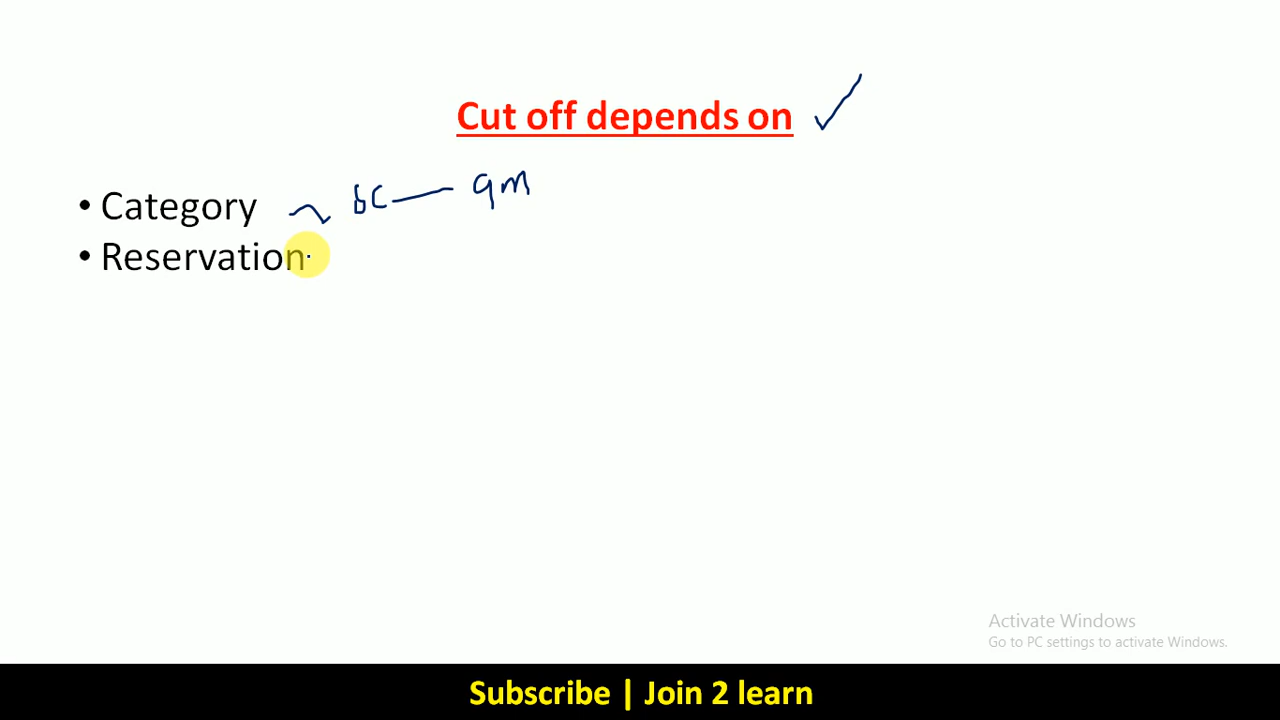 Cut off depends on
• Category bC — 9m
• Reservation
Activate Windows
Go to PC settings to activate Windows.
Subscribe | Join 2 learn